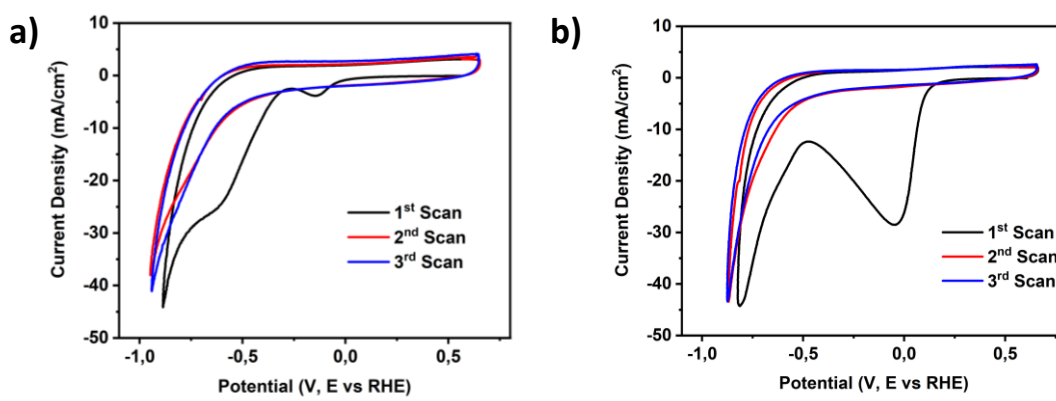 a)
10
0
-10
-20
-30
-40
-50
Current Density (mA/cm²)
1st Scan
2nd Scan
3rd Scan
-1,0 -0,5 0,0 0,5
Potential (V, E vs RHE)
b)
10
0
-10
-20
-30
-40
-50
Current Density (mA/cm²)
1st Scan
2nd Scan
3rd Scan
-1,0 -0,5 0,0 0,5
Potential (V, E vs RHE)